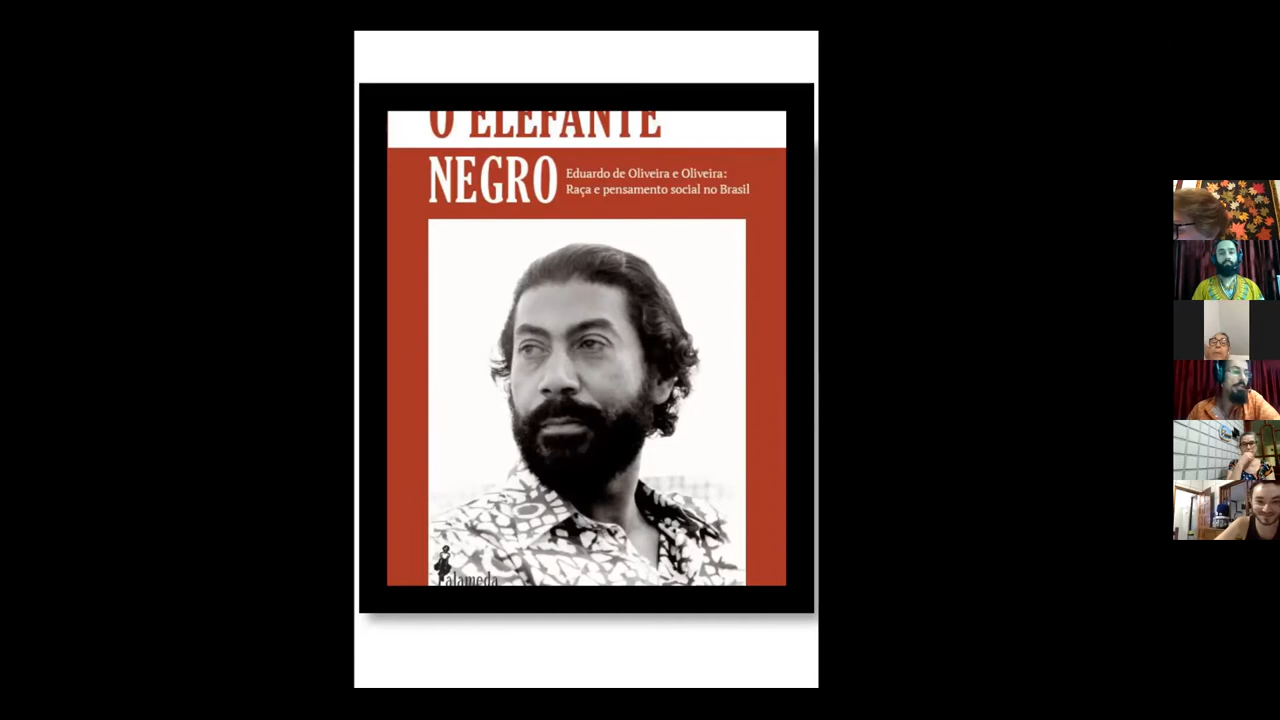 O ELEFANTE
NEGRO
Eduardo de Oliveira e Oliveira:
Raça e pensamento social no Brasil
alameda